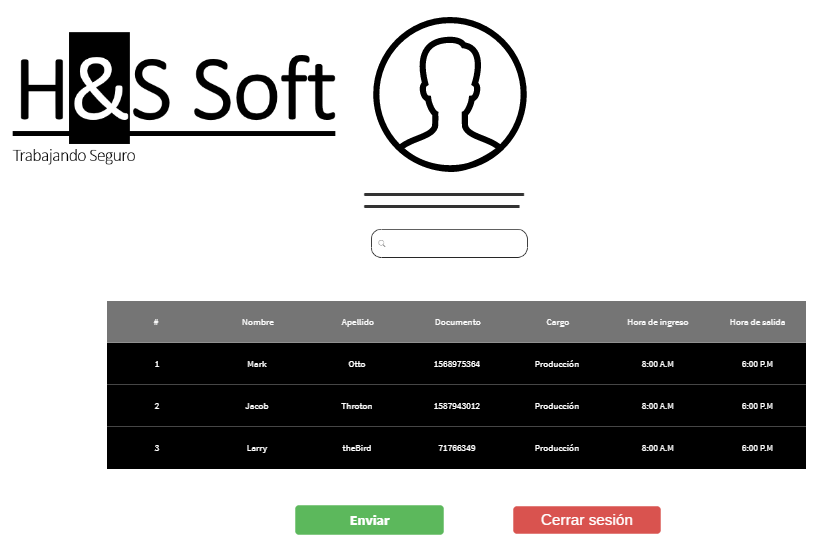 H&S Soft
Trabajando Seguro
# Nombre Apellido Documento Cargo Hora de ingreso Hora de salida
1 Mark Otto 1568975364 Producción 8:00 A.M 6:00 P.M
2 Jacob Throton 1587943012 Producción 8:00 A.M 6:00 P.M
3 Larry theBird 71766349 Producción 8:00 A.M 6:00 P.M
Enviar Cerrar sesión